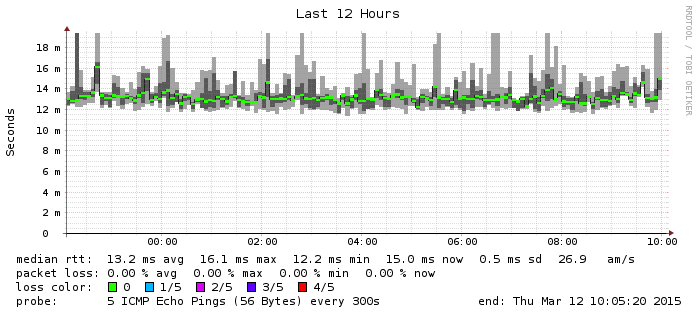 Last 12 Hours
RRDTOOL / TOBI OETIKER
Seconds
18 m
16 m
14 m
12 m
10 m
8 m
6 m
4 m
2 m
0
00:00 02:00 04:00 06:00 08:00 10:00
median rtt: 13.2 ms avg 16.1 ms max 12.2 ms min 15.0 ms now 0.5 ms sd 26.9 am/s
packet loss: 0.00 % avg 0.00 % max 0.00 % min 0.00 % now
loss color: 0 1/5 2/5 3/5 4/5
probe: 5 ICMP Echo Pings (56 Bytes) every 300s end: Thu Mar 12 10:05:20 2015